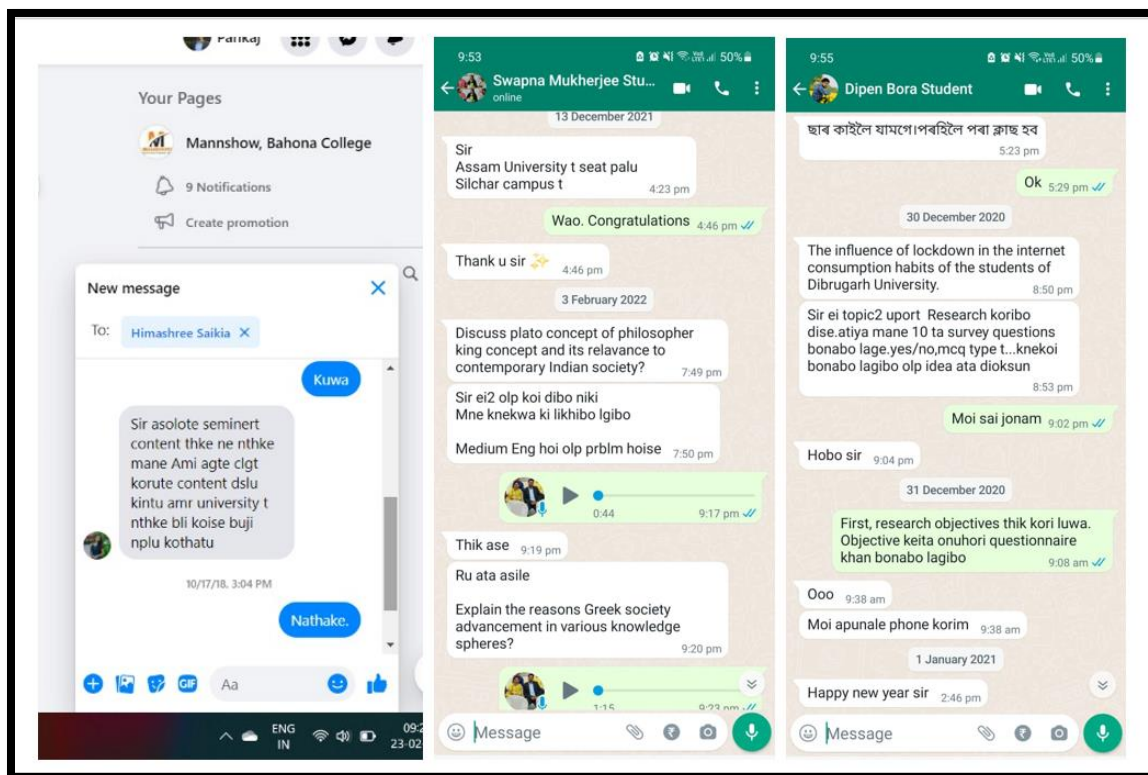 Pankaj
Your Pages
Mannshow, Bahona College
9 Notifications
Create promotion
New message
To: Himashree Saikia
Kuwa
Sir asolote seminert
content thke ne nthke
mane Ami agte clgt
korute content dslu
kintu amr university t
nthke bli koise buji
nplu kothatu
10/17/18, 3:04 PM
Nathake.
GIF
Aa
ENG
IN
09:2
23-02
9:53
50%
Swapna Mukherjee Stu...
online
13 December 2021
Sir
Assam University t seat palu
Silchar campus t
4:23 pm
Wao. Congratulations 4:46 pm
Thank u sir
4:46 pm
3 February 2022
Discuss plato concept of philosopher
king concept and its relavance to
contemporary Indian society?
7:49 pm
Sir ei2 olp koi dibo niki
Mne knekwa ki likhibo lgibo
Medium Eng hoi olp prblm hoise 7:50 pm
0:44
9:17 pm
Thik ase 9:19 pm
Ru ata asile
Explain the reasons Greek society
advancement in various knowledge
spheres?
9:20 pm
1:15
9:23 pm
Message
9:55
50%
Dipen Bora Student
ছাৰ কাইলৈ যামগে।পৰহিলৈ পৰা ক্লাছ হব
5:23 pm
Ok 5:29 pm
30 December 2020
The influence of lockdown in the internet
consumption habits of the students of
Dibrugarh University.
8:50 pm
Sir ei topic2 uport Research koribo
dise.atiya mane 10 ta survey questions
bonabo lage.yes/no,mcq type t...knekoi
bonabo lagibo olp idea ata dioksun
8:53 pm
Moi sai jonam 9:02 pm
Hobo sir 9:04 pm
31 December 2020
First, research objectives thik kori luwa.
Objective keita onuhori questionnaire
khan bonabo lagibo
9:08 am
Ooo 9:38 am
Moi apunale phone korim 9:38 am
1 January 2021
Happy new year sir 2:46 pm
Message